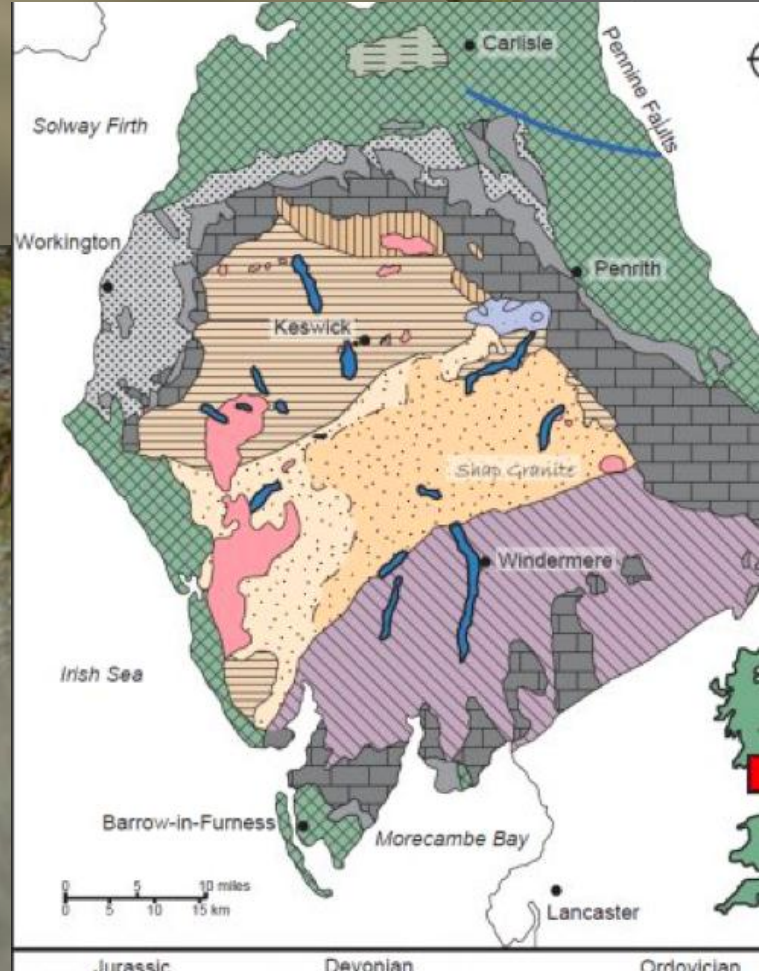 Carlisle
Pennine Faults
Solway Firth
Workington
Penrith
Keswick
Shap Granite
Windermere
Irish Sea
Barrow-in-Furness
Morecambe Bay
0 5 10 miles
0 5 10 15 km
Lancaster
Jurassic Devonian Ordovician